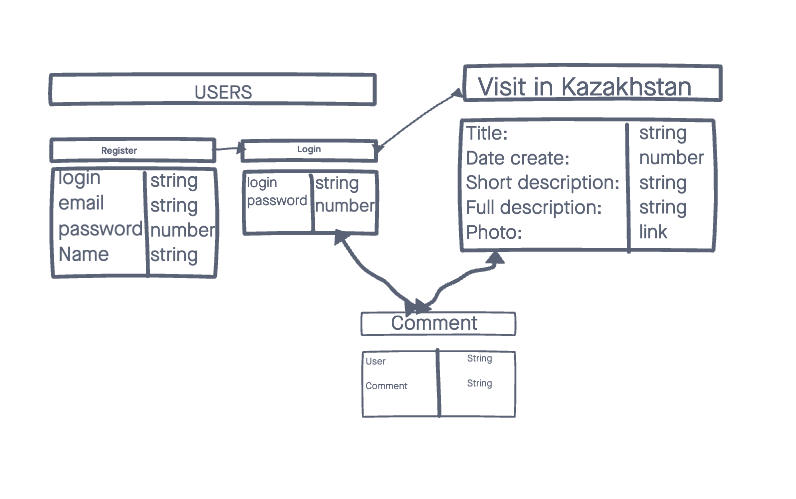 USERS
Visit in Kazakhstan
Register
Login
login string
email string
password number
Name string
login string
password number
Title: string
Date create: number
Short description: string
Full description: string
Photo: link
Comment
User String
Comment String